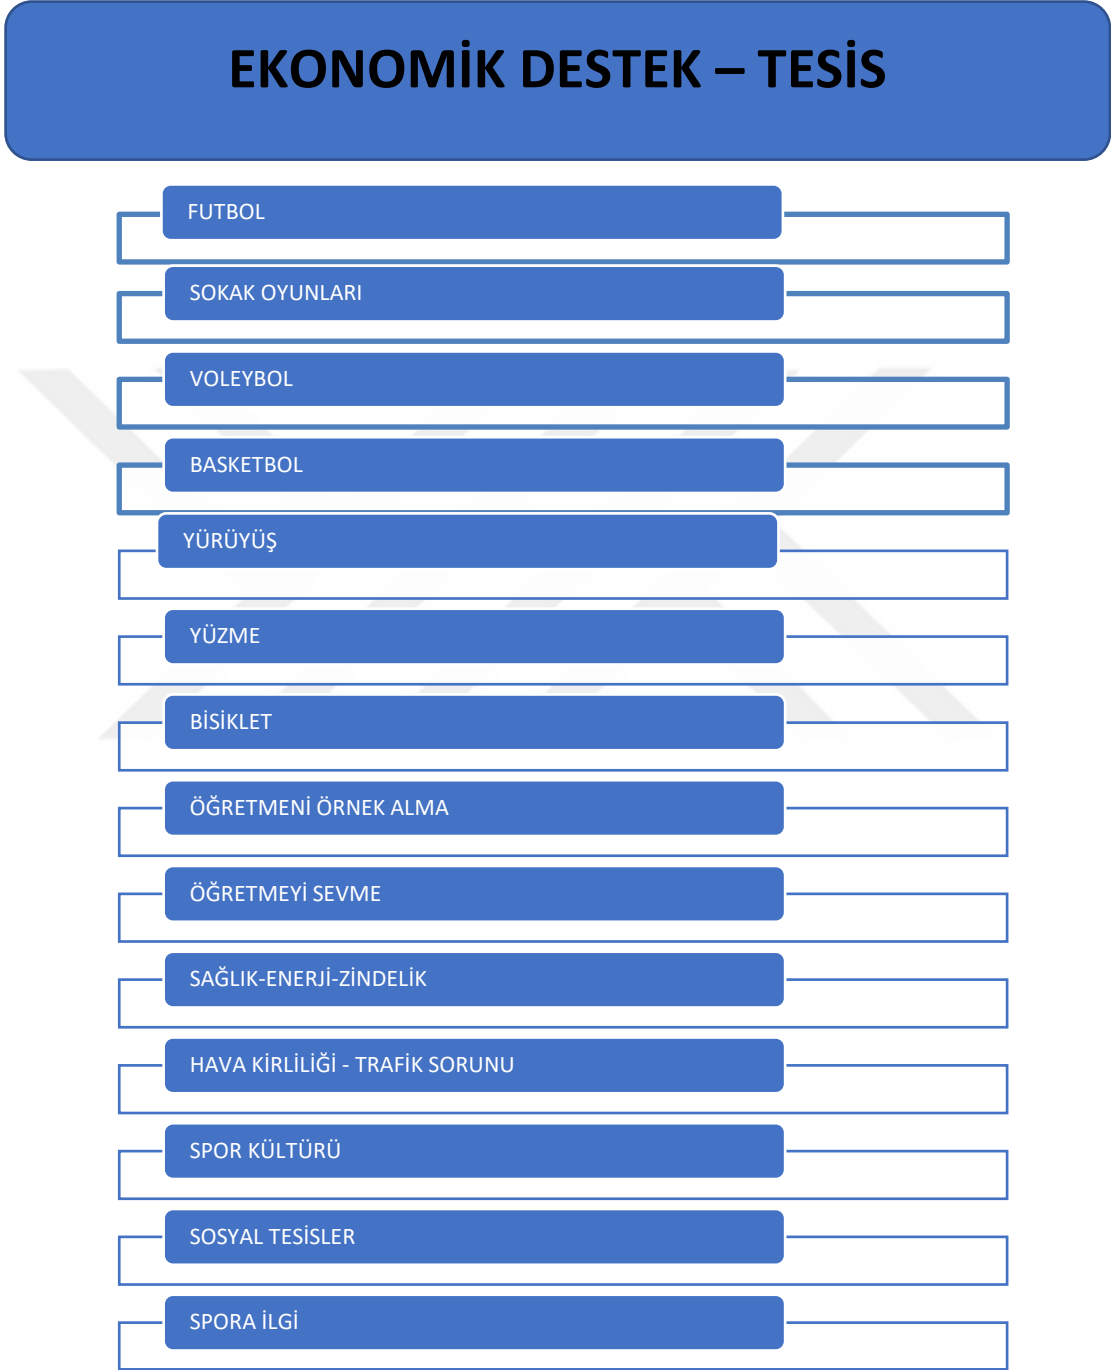 EKONOMİK DESTEK – TESİS
FUTBOL
SOKAK OYUNLARI
VOLEYBOL
BASKETBOL
YÜRÜYÜŞ
YÜZME
BİSİKLET
ÖĞRETMENİ ÖRNEK ALMA
ÖĞRETMEYİ SEVME
SAĞLIK-ENERJİ-ZİNDELİK
HAVA KİRLİLİĞİ - TRAFİK SORUNU
SPOR KÜLTÜRÜ
SOSYAL TESİSLER
SPORA İLGİ